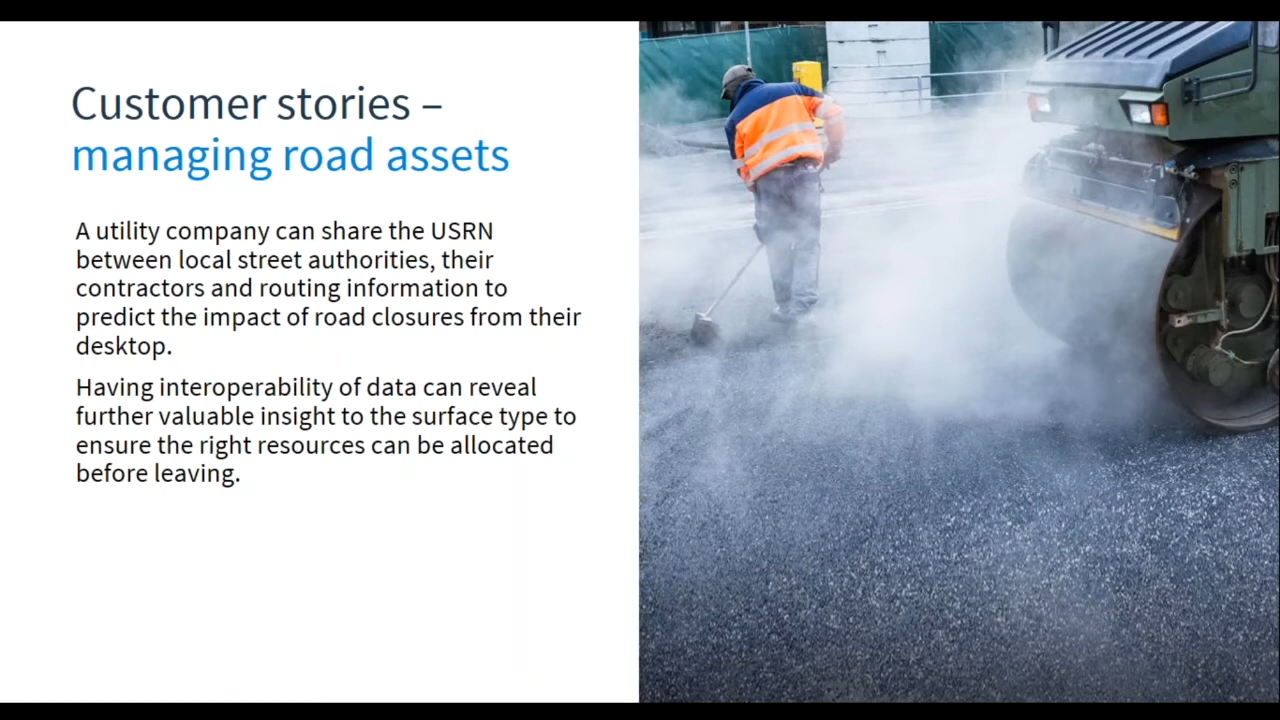 Customer stories –
managing road assets
A utility company can share the USRN
between local street authorities, their
contractors and routing information to
predict the impact of road closures from their
desktop.
Having interoperability of data can reveal
further valuable insight to the surface type to
ensure the right resources can be allocated
before leaving.